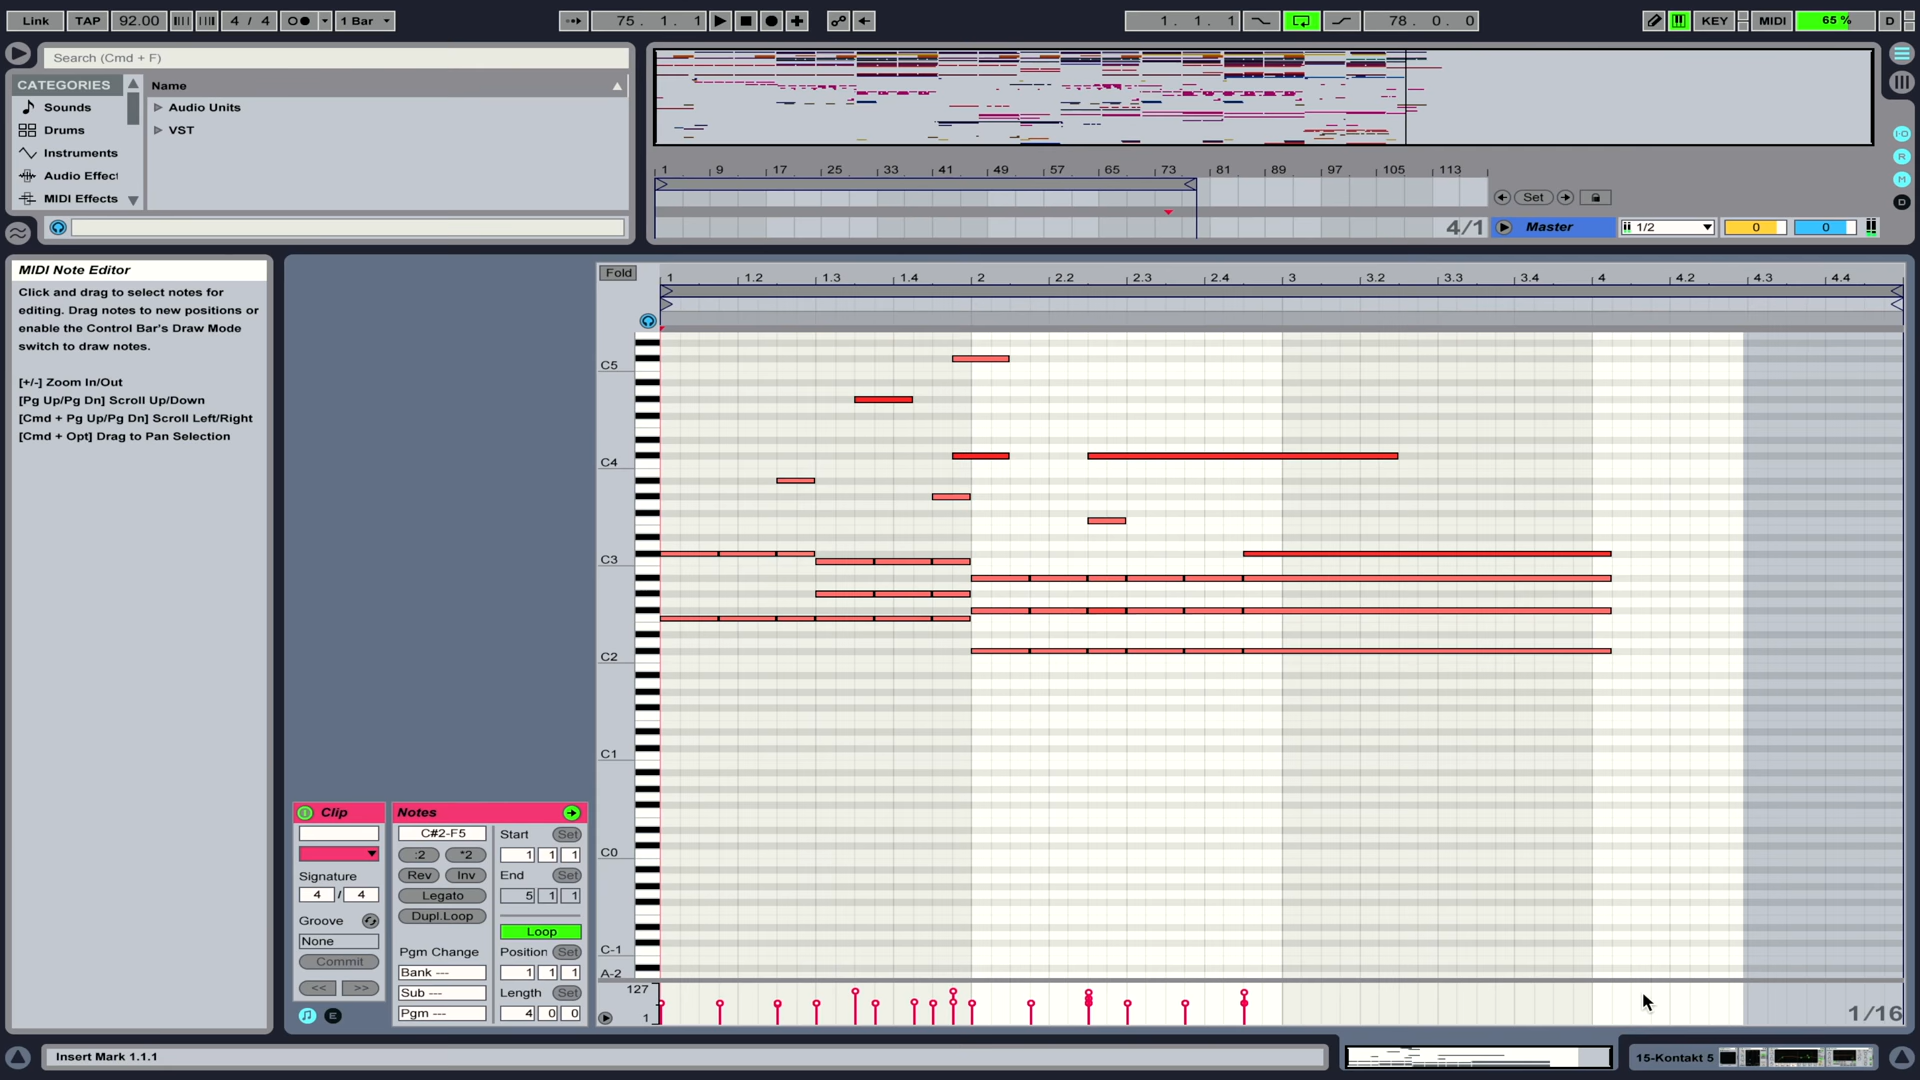 Link TAP 92.00 4 / 4 1 Bar 75. 1. 1 1. 1. 1 78. 0. 0 KEY MIDI 65 % D
Search (Cmd + F)
CATEGORIES
Sounds
Drums
Instruments
Audio Effect
MIDI Effects
Name
Audio Units
VST
1 9 17 25 33 41 49 57 65 73 81 89 97 105 113
Set
4/1
Master
1/2
0 0
I·O
R
M
D
MIDI Note Editor
Click and drag to select notes for
editing. Drag notes to new positions or
enable the Control Bar's Draw Mode
switch to draw notes.
[+/-] Zoom In/Out
[Pg Up/Pg Dn] Scroll Up/Down
[Cmd + Pg Up/Pg Dn] Scroll Left/Right
[Cmd + Opt] Drag to Pan Selection
Fold
1 1.2 1.3 1.4 2 2.2 2.3 2.4 3 3.2 3.3 3.4 4 4.2 4.3 4.4
C5
C4
C3
C2
C1
C0
C-1
A-2
127
1
1/16
Clip
Signature
4 / 4
Groove
None
Commit
<< >>
E
Notes
C#2-F5
:2 *2
Rev Inv
Legato
Dupl.Loop
Pgm Change
Bank ---
Sub ---
Pgm ---
Start Set
1 1 1
End Set
5 1 1
Loop
Position Set
1 1 1
Length Set
4 0 0
Insert Mark 1.1.1
15-Kontakt 5